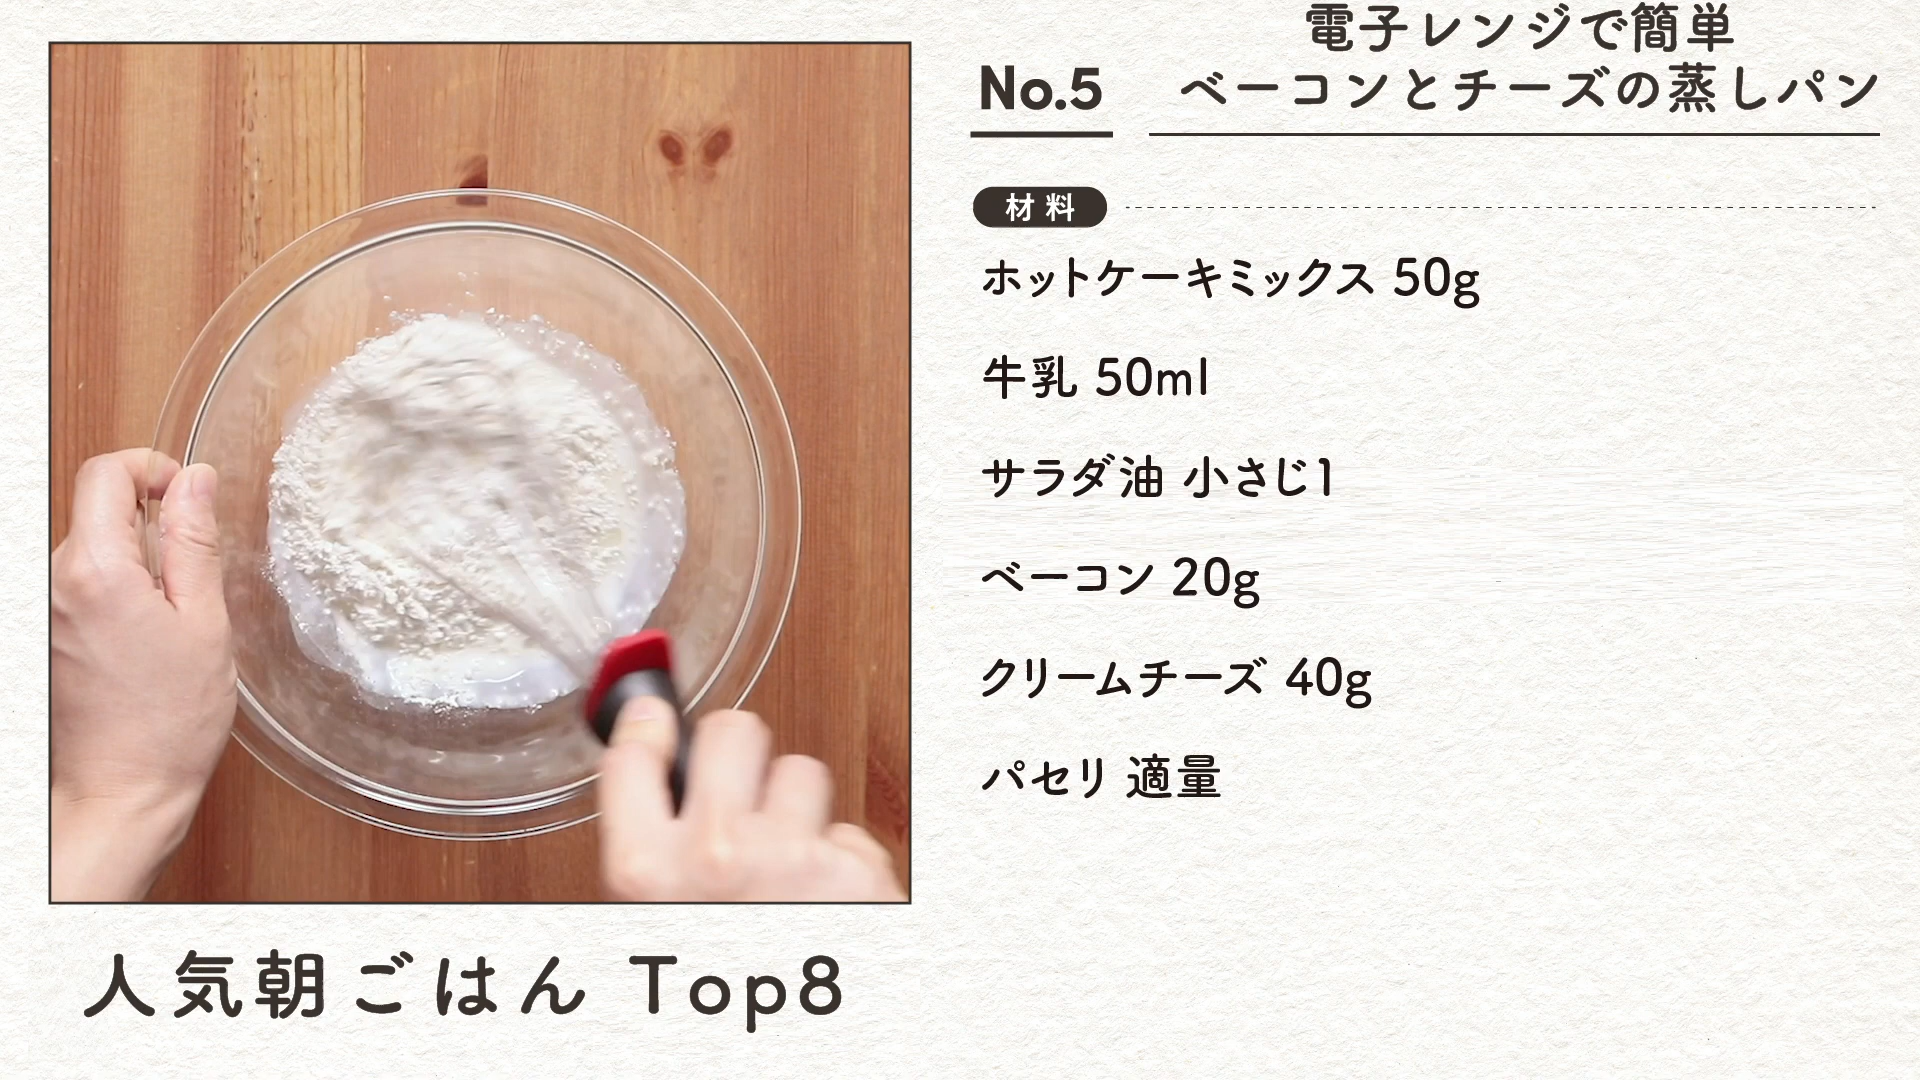 電子レンジで簡単
No.5 ベーコンとチーズの蒸しパン
材料
ホットケーキミックス 50g
牛乳 50ml
サラダ油 小さじ1
ベーコン 20g
クリームチーズ 40g
パセリ 適量
人気朝ごはん Top8